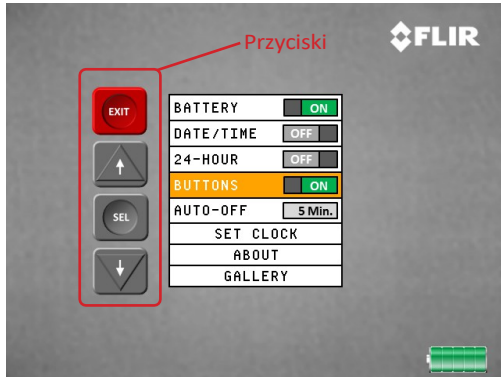 Przyciski
FLIR
EXIT
BATTERY ON
DATE/TIME OFF
24-HOUR OFF
BUTTONS ON
SEL
AUTO-OFF 5 Min.
SET CLOCK
ABOUT
GALLERY